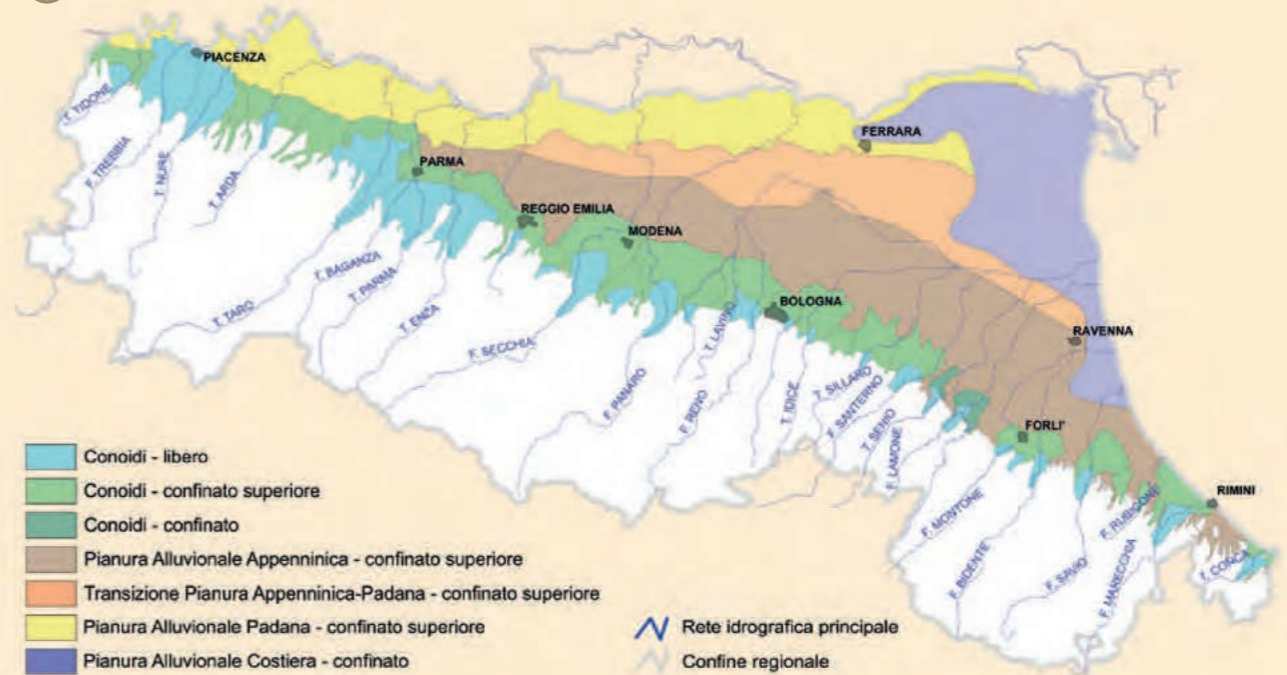 PIACENZA
T. TIDONE
F. TREBBIA
T. NURE
T. ARDA
PARMA
FERRARA
REGGIO EMILIA
MODENA
T. BAGANZA
T. PARMA
T. TARO
T. ENZA
F. SECCHIA
F. PANARO
T. LAVINO
F. RENO
BOLOGNA
T. IDICE
T. SILLARO
F. SANTERNO
T. SENIO
F. LAMONE
RAVENNA
FORLI'
F. MONTONE
F. BIDENTE
F. SAVIO
F. RUBICONE
F. MARECCHIA
RIMINI
T. CONCA
Conoidi - libero
Conoidi - confinato superiore
Conoidi - confinato
Pianura Alluvionale Appenninica - confinato superiore
Transizione Pianura Appenninica-Padana - confinato superiore
Pianura Alluvionale Padana - confinato superiore
Pianura Alluvionale Costiera - confinato
Rete idrografica principale
Confine regionale